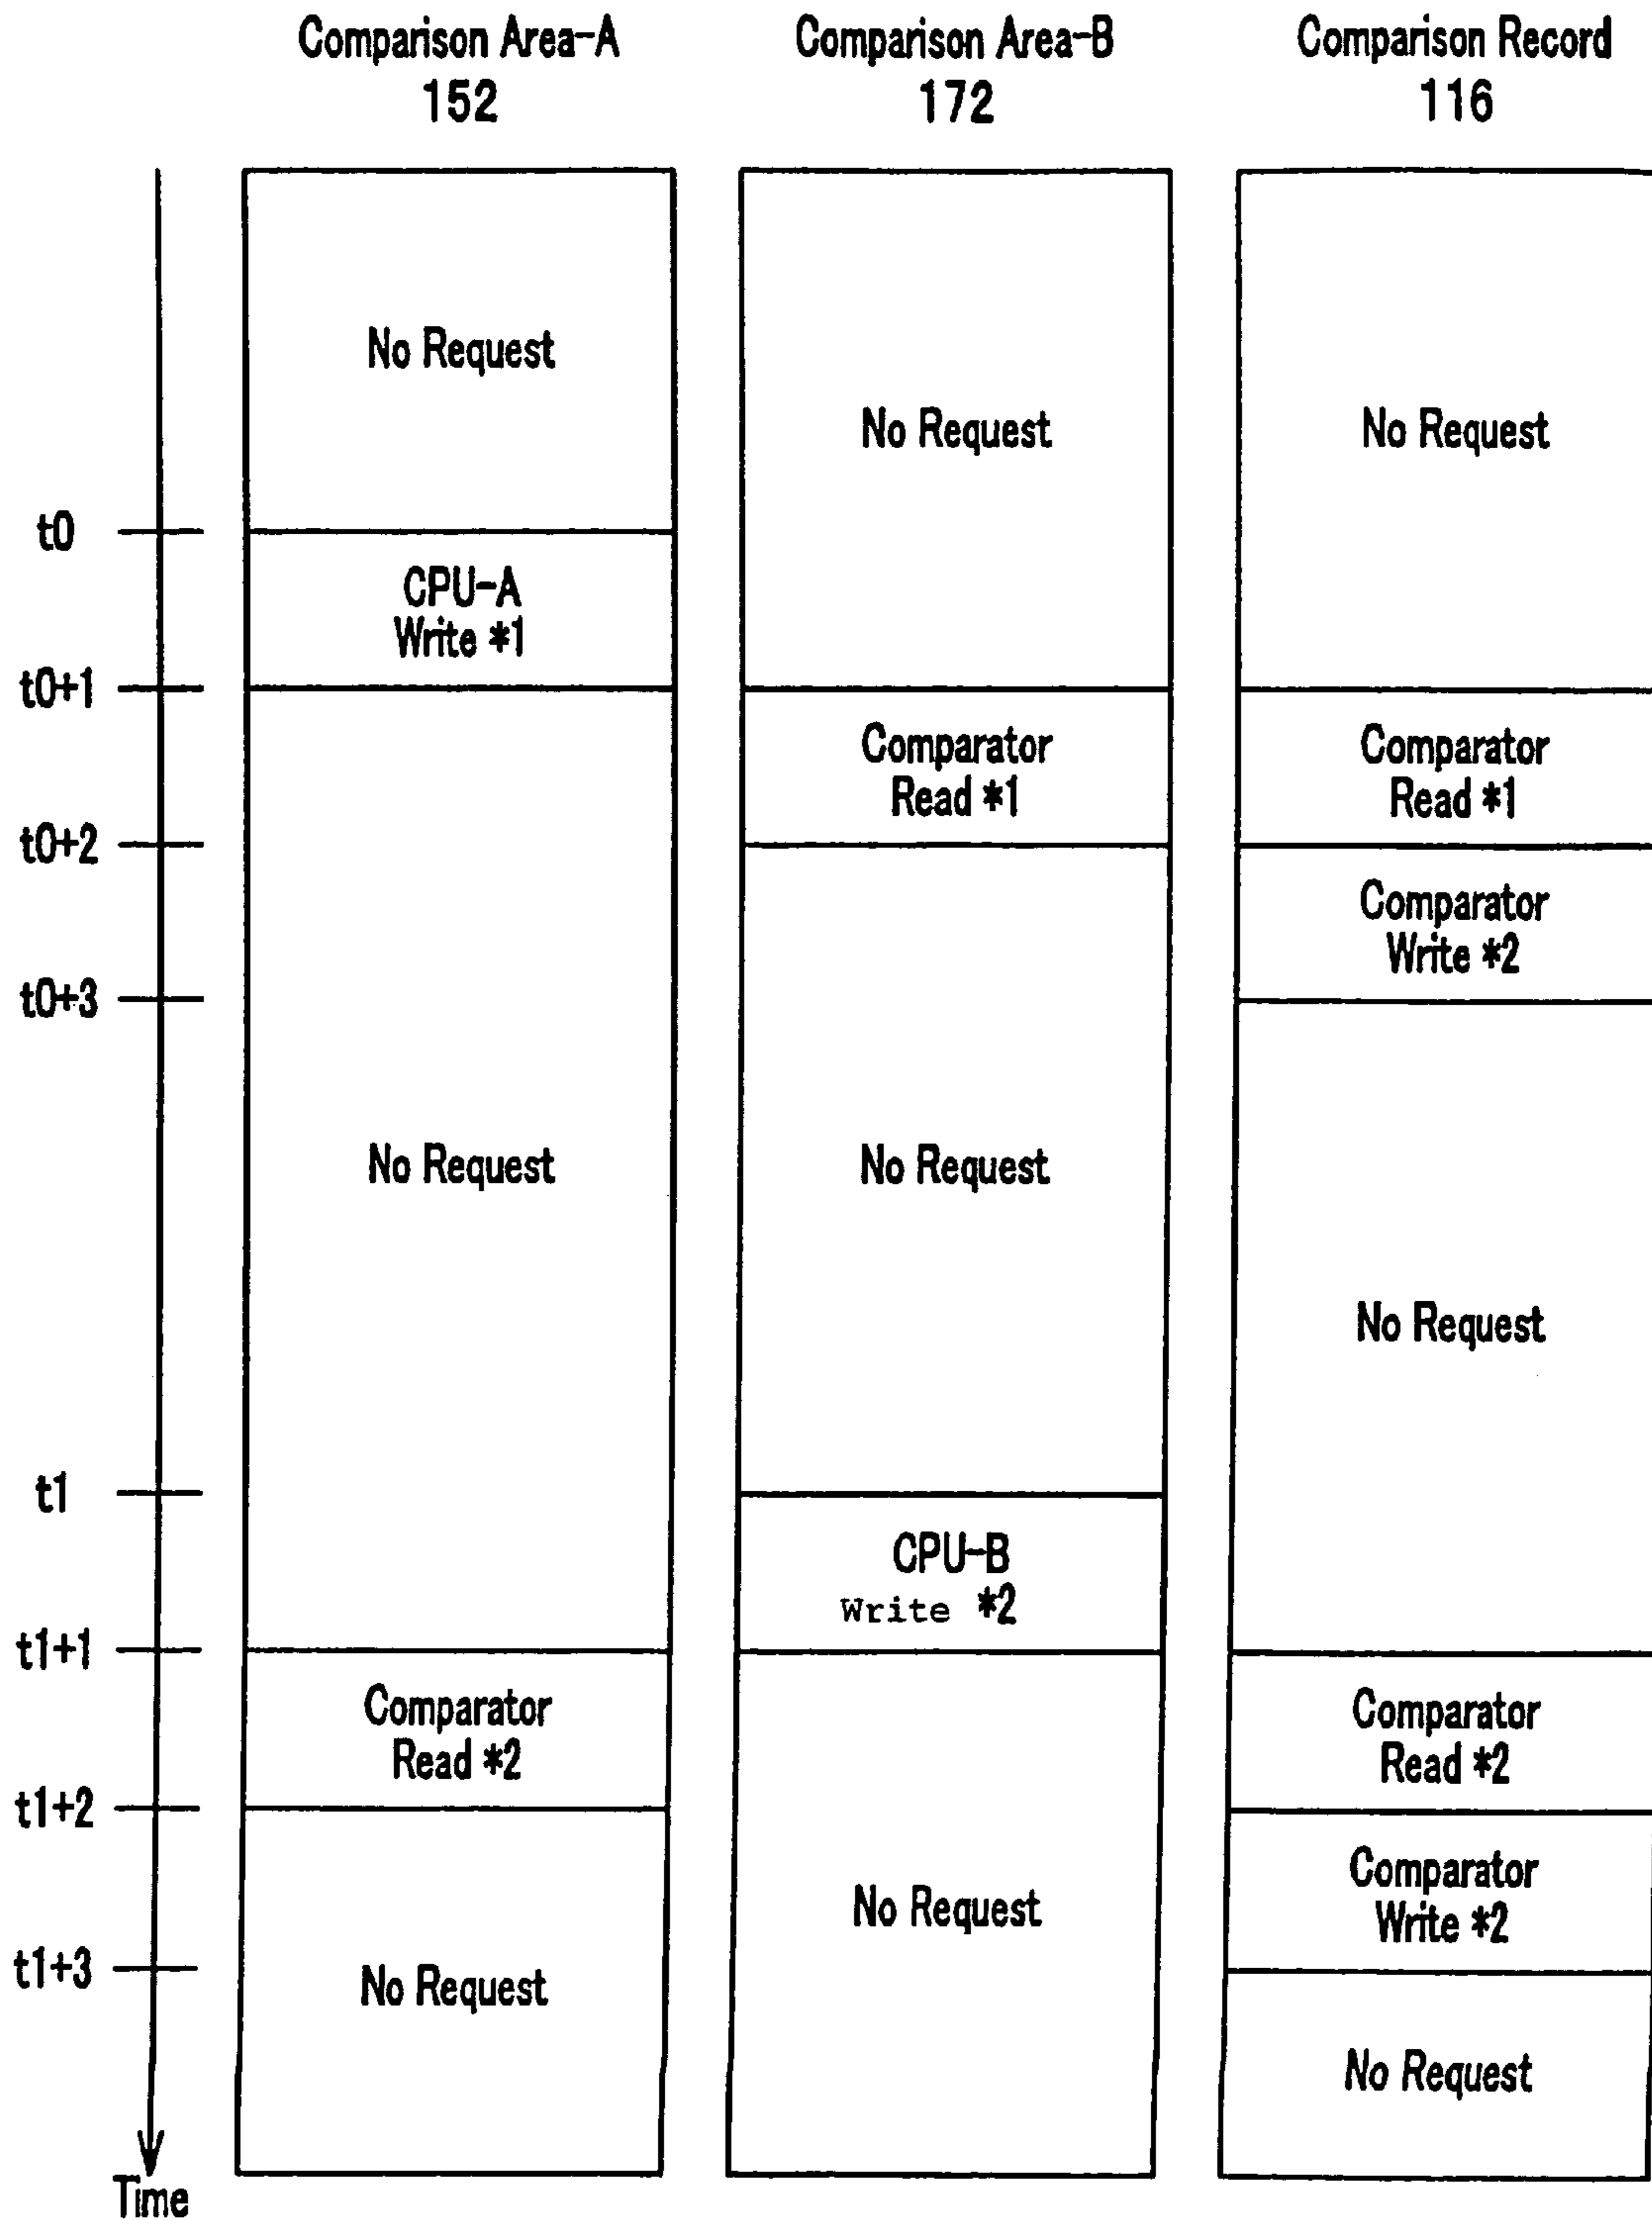 Comparison Area-A
152
Comparison Area-B
172
Comparison Record
116
No Request
No Request
No Request
t0
CPU-A
Write *1
t0+1
Comparator
Read *1
Comparator
Read *1
t0+2
Comparator
Write *2
t0+3
No Request
No Request
No Request
t1
CPU-B
Write *2
t1+1
Comparator
Read *2
Comparator
Read *2
t1+2
Comparator
Write *2
No Request
t1+3
No Request
No Request
Time